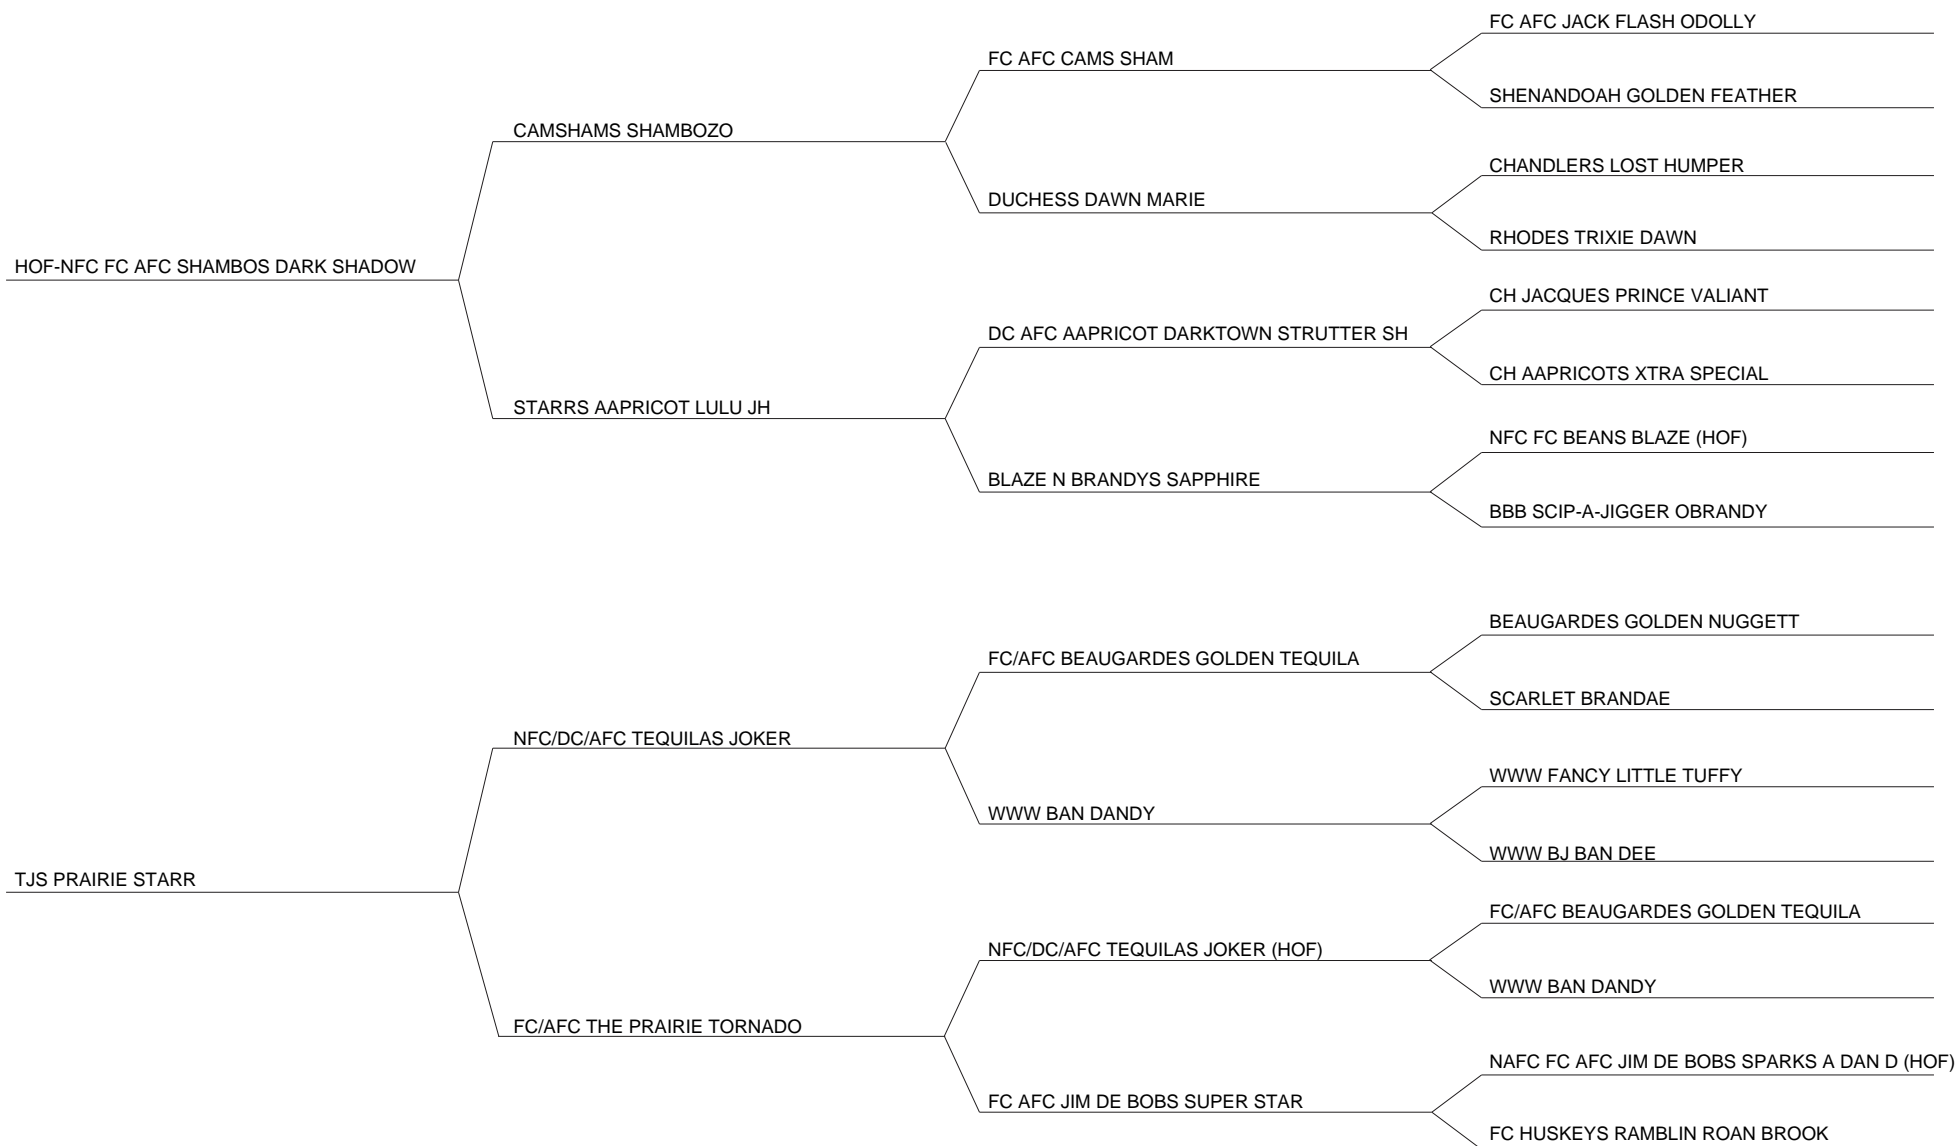 FC AFC JACK FLASH ODOLLY
FC AFC CAMS SHAM
SHENANDOAH GOLDEN FEATHER
CAMSHAMS SHAMBOZO
CHANDLERS LOST HUMPER
DUCHESS DAWN MARIE
RHODES TRIXIE DAWN
HOF-NFC FC AFC SHAMBOS DARK SHADOW
CH JACQUES PRINCE VALIANT
DC AFC AAPRICOT DARKTOWN STRUTTER SH
CH AAPRICOTS XTRA SPECIAL
STARRS AAPRICOT LULU JH
NFC FC BEANS BLAZE (HOF)
BLAZE N BRANDYS SAPPHIRE
BBB SCIP-A-JIGGER OBRANDY
BEAUGARDES GOLDEN NUGGETT
FC/AFC BEAUGARDES GOLDEN TEQUILA
SCARLET BRANDAE
NFC/DC/AFC TEQUILAS JOKER
WWW FANCY LITTLE TUFFY
WWW BAN DANDY
WWW BJ BAN DEE
TJS PRAIRIE STARR
FC/AFC BEAUGARDES GOLDEN TEQUILA
NFC/DC/AFC TEQUILAS JOKER (HOF)
WWW BAN DANDY
FC/AFC THE PRAIRIE TORNADO
NAFC FC AFC JIM DE BOBS SPARKS A DAN D (HOF)
FC AFC JIM DE BOBS SUPER STAR
FC HUSKEYS RAMBLIN ROAN BROOK